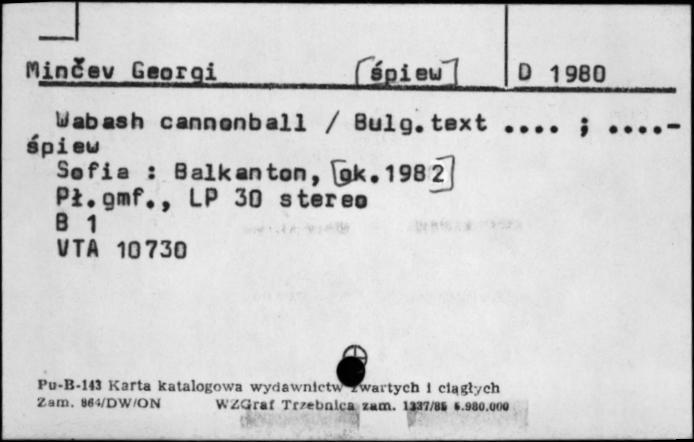 Minčev Georgi [śpiew] D 1980
Wabash cannonball / Bulg.text .... ; ....-
śpiew
Sofia : Balkanton, [ok.1982]
Pł.gmf., LP 30 stereo
B 1
VTA 10730
Pu-B-143 Karta katalogowa wydawnictw zwartych i ciągłych
Zam. 864/DW/ON WZGraf Trzebnica zam. 1337/85 5.980.000